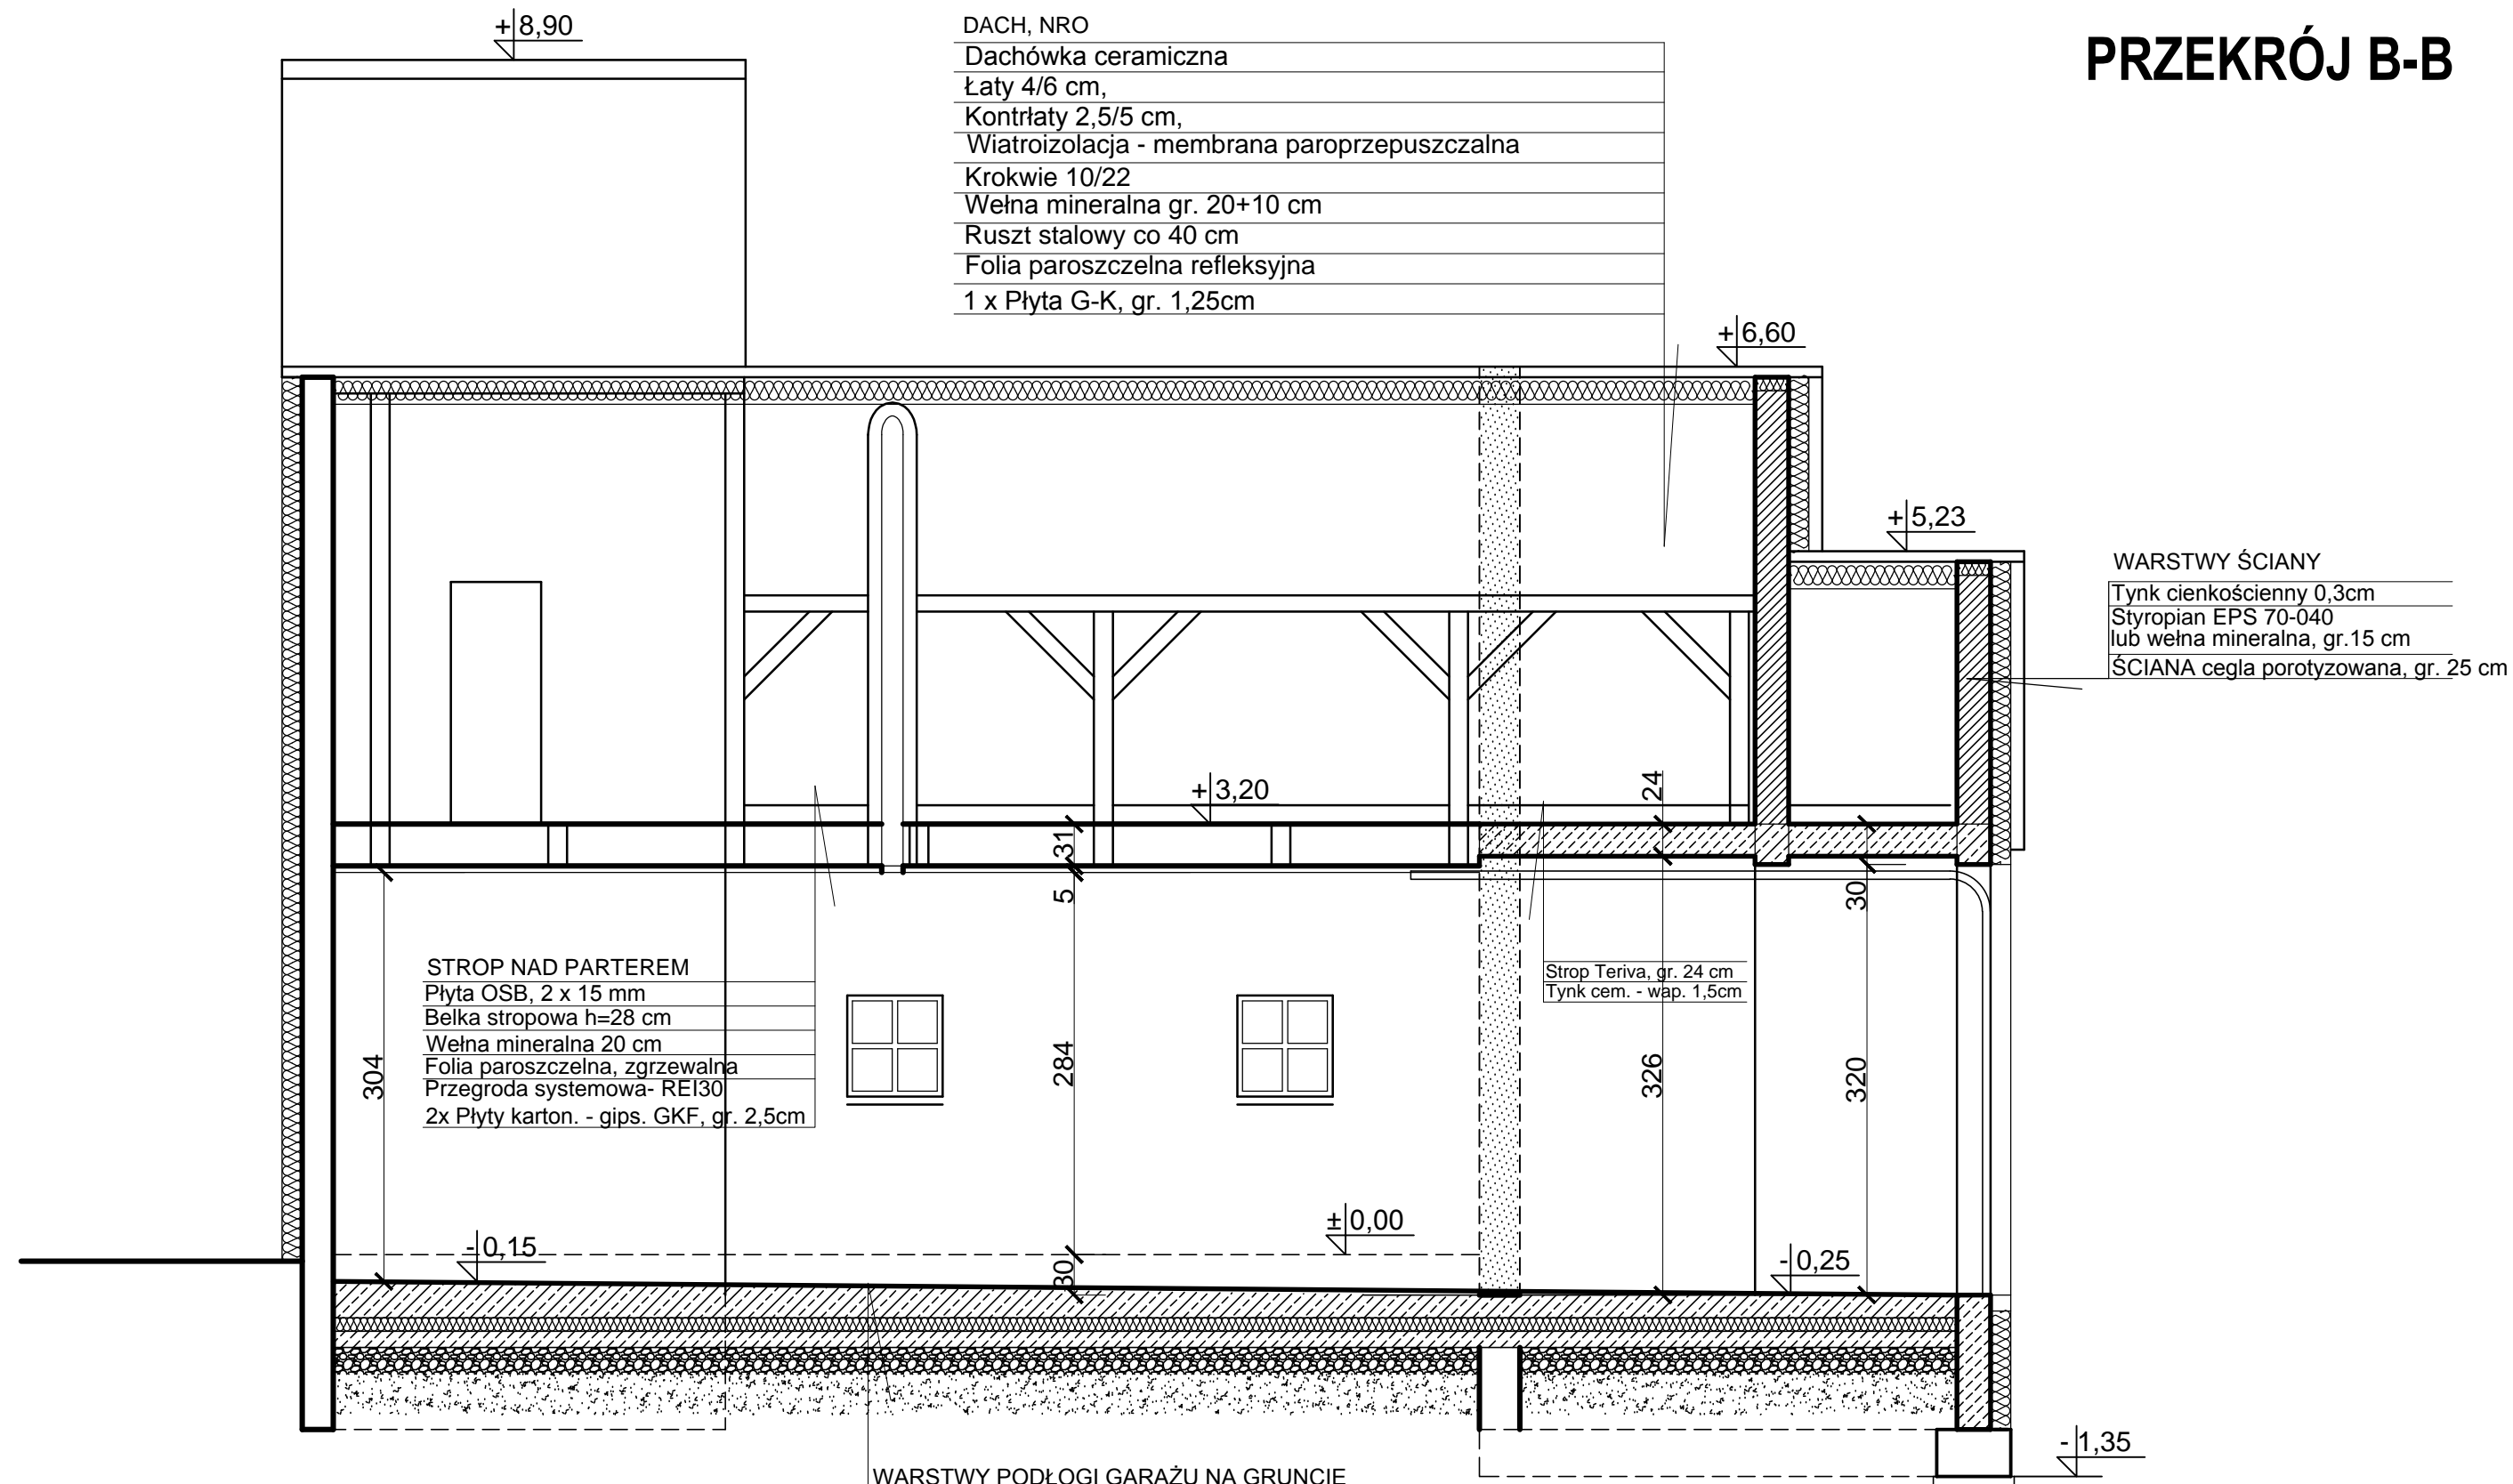 PRZEKRÓJ B-B
+8,90
DACH, NRO
Dachówka ceramiczna
Łaty 4/6 cm,
Kontrłaty 2,5/5 cm,
Wiatroizolacja - membrana paroprzepuszczalna
Krokwie 10/22
Wełna mineralna gr. 20+10 cm
Ruszt stalowy co 40 cm
Folia paroszczelna refleksyjna
1 x Płyta G-K, gr. 1,25cm
+6,60
+5,23
WARSTWY ŚCIANY
Tynk cienkościenny 0,3cm
Styropian EPS 70-040
lub wełna mineralna, gr.15 cm
ŚCIANA cegla porotyzowana, gr. 25 cm
+3,20
24
31
5
30
STROP NAD PARTEREM
Płyta OSB, 2 x 15 mm
Belka stropowa h=28 cm
Wełna mineralna 20 cm
Folia paroszczelna, zgrzewalna
Przegroda systemowa- REI30
2x Płyty karton. - gips. GKF, gr. 2,5cm
Strop Teriva, gr. 24 cm
Tynk cem. - wap. 1,5cm
304
284
326
320
±0,00
-0,15
-0,25
30
-1,35
WARSTWY PODŁOGI GARAŻU NA GRUNCIE